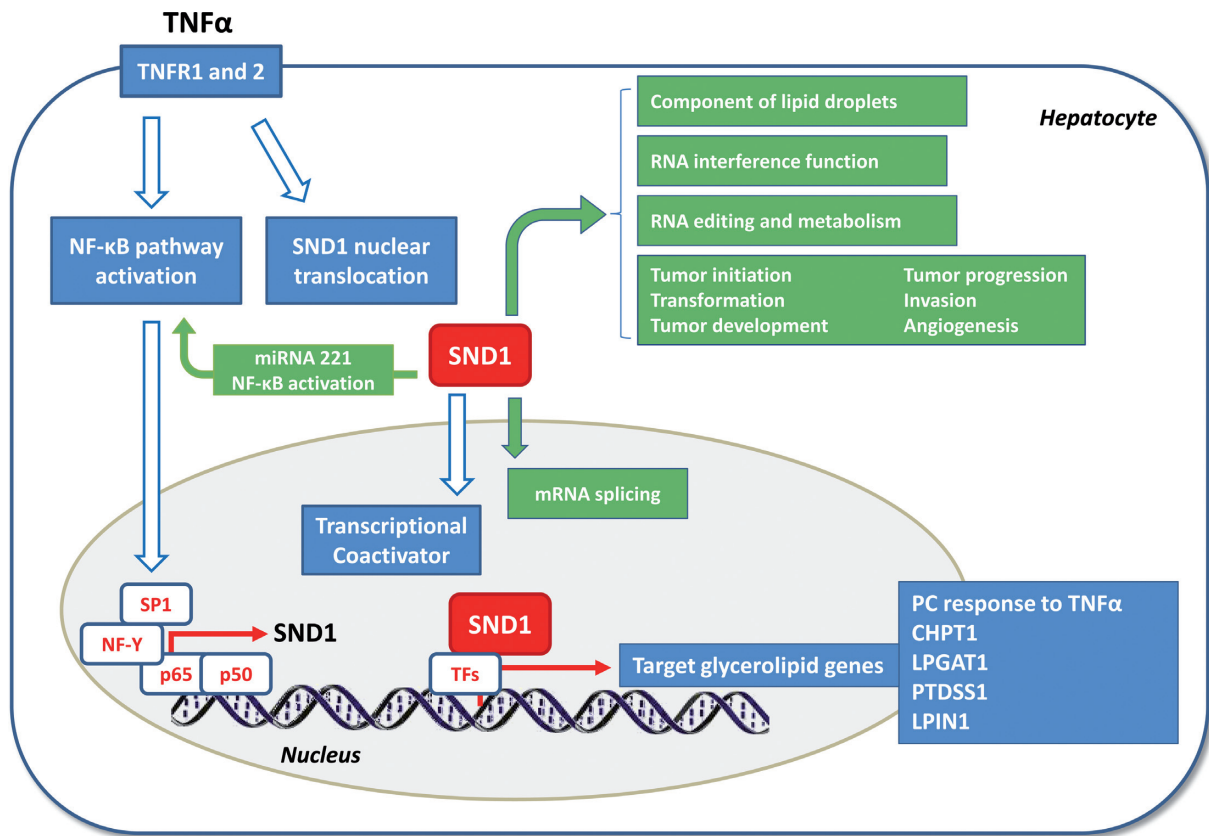 TNFα
TNFR1 and 2
Hepatocyte
Component of lipid droplets
RNA interference function
RNA editing and metabolism
Tumor initiation
Transformation
Tumor development
Tumor progression
Invasion
Angiogenesis
NF-κB pathway
activation
SND1 nuclear
translocation
miRNA 221
NF-κB activation
SND1
mRNA splicing
Transcriptional
Coactivator
SP1
NF-Y
p65
p50
SND1
SND1
TFs
Target glycerolipid genes
PC response to TNFα
CHPT1
LPGAT1
PTDSS1
LPIN1
Nucleus